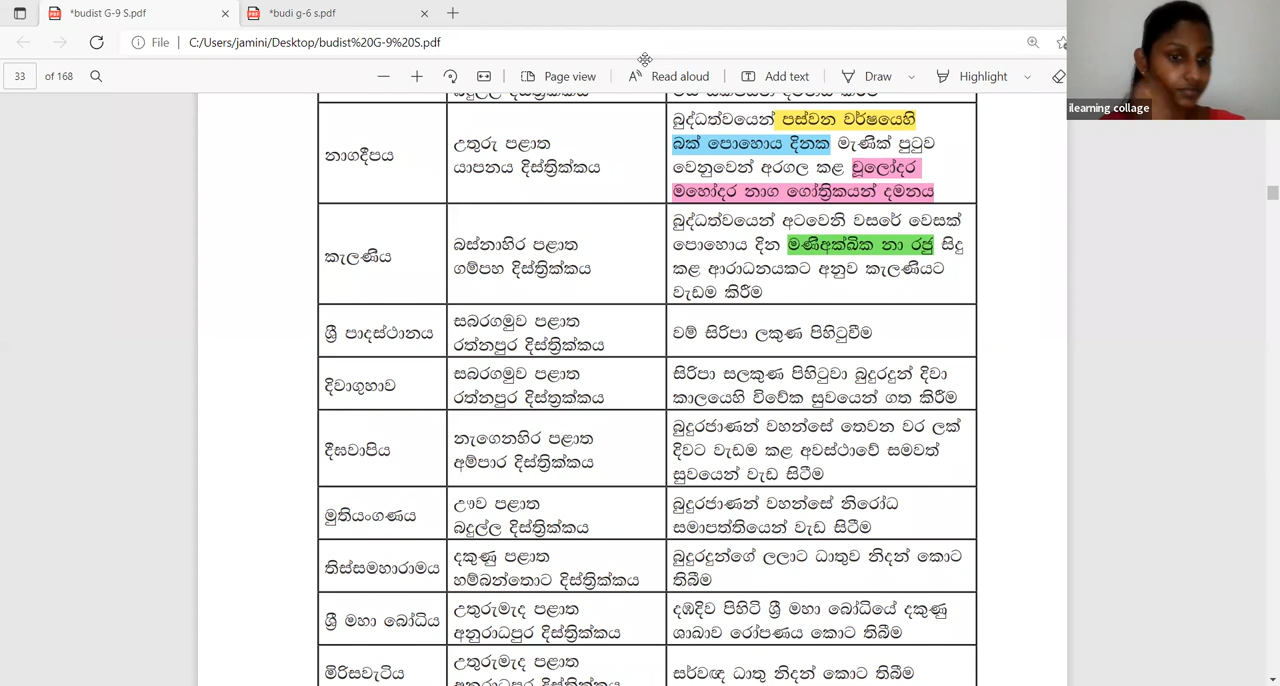 *budist G-9 S.pdf
*budi g-6 s.pdf
File
C:/Users/jamini/Desktop/budist%20G-9%20S.pdf
33 of 168
Page view
Read aloud
Add text
Draw
Highlight
ilearning collage
නාගදීපය
උතුරු පළාත
යාපනය දිස්ත්‍රික්කය
බුද්ධත්වයෙන් පස්වන වර්ෂයෙහි
බක් පොහොය දිනක මැණික් පුටුව
වෙනුවෙන් අරගල කළ චූලෝදර
මහෝදර නාග ගෝත්‍රිකයන් දමනය
කැලණිය
බස්නාහිර පළාත
ගම්පහ දිස්ත්‍රික්කය
බුද්ධත්වයෙන් අටවෙනි වසරේ වෙසක්
පොහොය දින මණිඅක්ඛික නා රජු සිදු
කළ ආරාධනයකට අනුව කැලණියට
වැඩම කිරීම
ශ්‍රී පාදස්ථානය
සබරගමුව පළාත
රත්නපුර දිස්ත්‍රික්කය
වම් සිරිපා ලකුණ පිහිටුවීම
දිවාගුහාව
සබරගමුව පළාත
රත්නපුර දිස්ත්‍රක්කය
සිරිපා සලකුණ පිහිටුවා බුදුරදුන් දිවා
කාලයෙහි විවේක සුවයෙන් ගත කිරීම
දීඝවාපිය
නැගෙනහිර පළාත
අම්පාර දිස්ත්‍රික්කය
බුදුරජාණන් වහන්සේ තෙවන වර ලක්
දිවට වැඩම කළ අවස්ථාවේ සමවත්
සුවයෙන් වැඩ සිටීම
මුතියංගණය
ඌව පළාත
බදුල්ල දිස්ත්‍රික්කය
බුදුරජාණන් වහන්සේ නිරෝධ
සමාපත්තියෙන් වැඩ සිටීම
තිස්සමහාරාමය
දකුණු පළාත
හම්බන්තොට දිස්ත්‍රික්කය
බුදුරදුන්ගේ ලලාට ධාතුව නිදන් කොට
තිබීම
ශ්‍රී මහා බෝධිය
උතුරුමැද පළාත
අනුරාධපුර දිස්ත්‍රික්කය
දඹදිව පිහිටි ශ්‍රී මහා බෝධියේ දකුණු
ශාඛාව රෝපණය කොට තිබීම
මිරිසවැටිය
උතුරුමැද පළාත
සර්වඥ ධාතු නිදන් කොට තිබීම